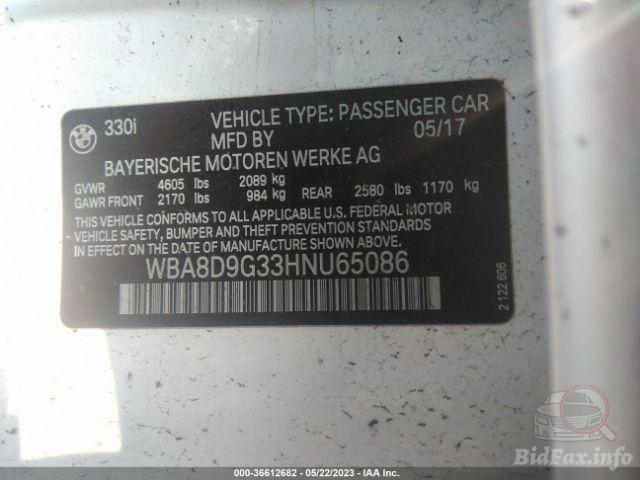 BMW
330i VEHICLE TYPE: PASSENGER CAR
MFD BY 05/17
BAYERISCHE MOTOREN WERKE AG
GVWR 4605 lbs 2089 kg
GAWR FRONT 2170 lbs 984 kg REAR 2580 lbs 1170 kg
THIS VEHICLE CONFORMS TO ALL APPLICABLE U.S. FEDERAL MOTOR
VEHICLE SAFETY, BUMPER AND THEFT PREVENTION STANDARDS
IN EFFECT ON THE DATE OF MANUFACTURE SHOWN ABOVE.
WBA8D9G33HNU65086
2 122 606
BidFax.info
000-36612682 - 05/22/2023 - IAA Inc.